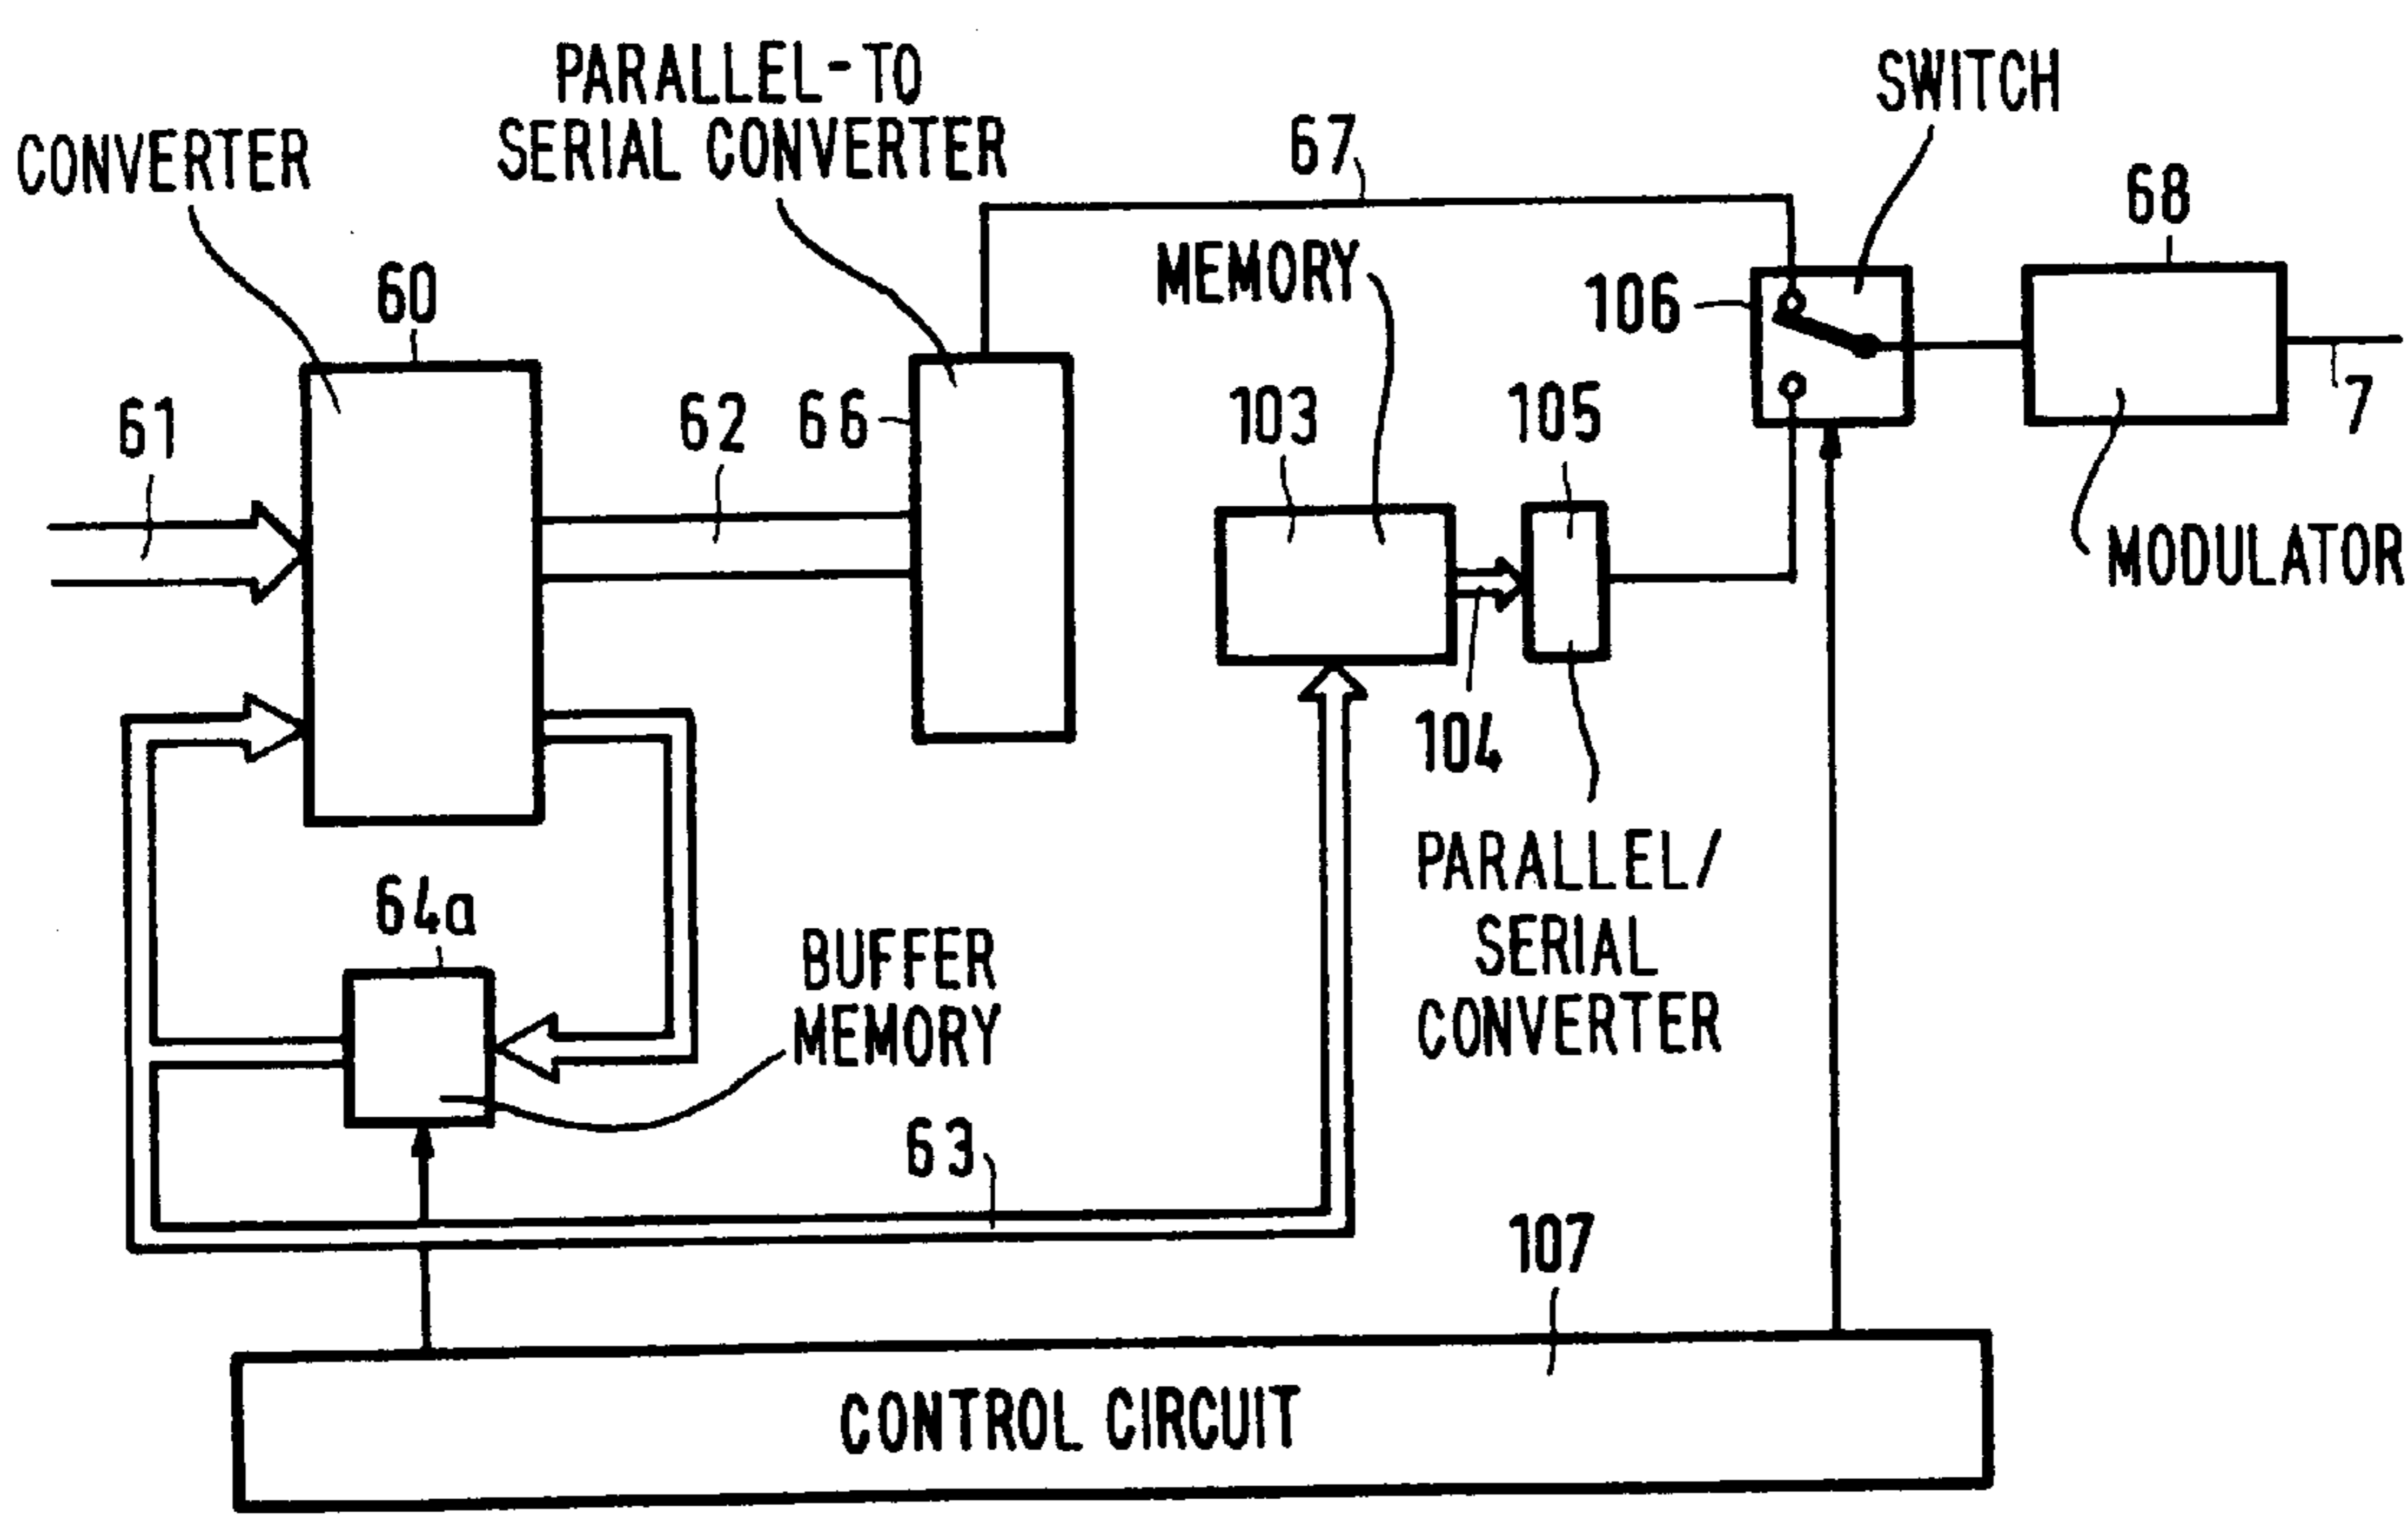 PARALLEL-TO
SERIAL CONVERTER
SWITCH
CONVERTER
67
68
MEMORY
60
106
61
62
66
103
105
7
MODULATOR
104
PARALLEL/
SERIAL
CONVERTER
64a
BUFFER
MEMORY
63
107
CONTROL CIRCUIT